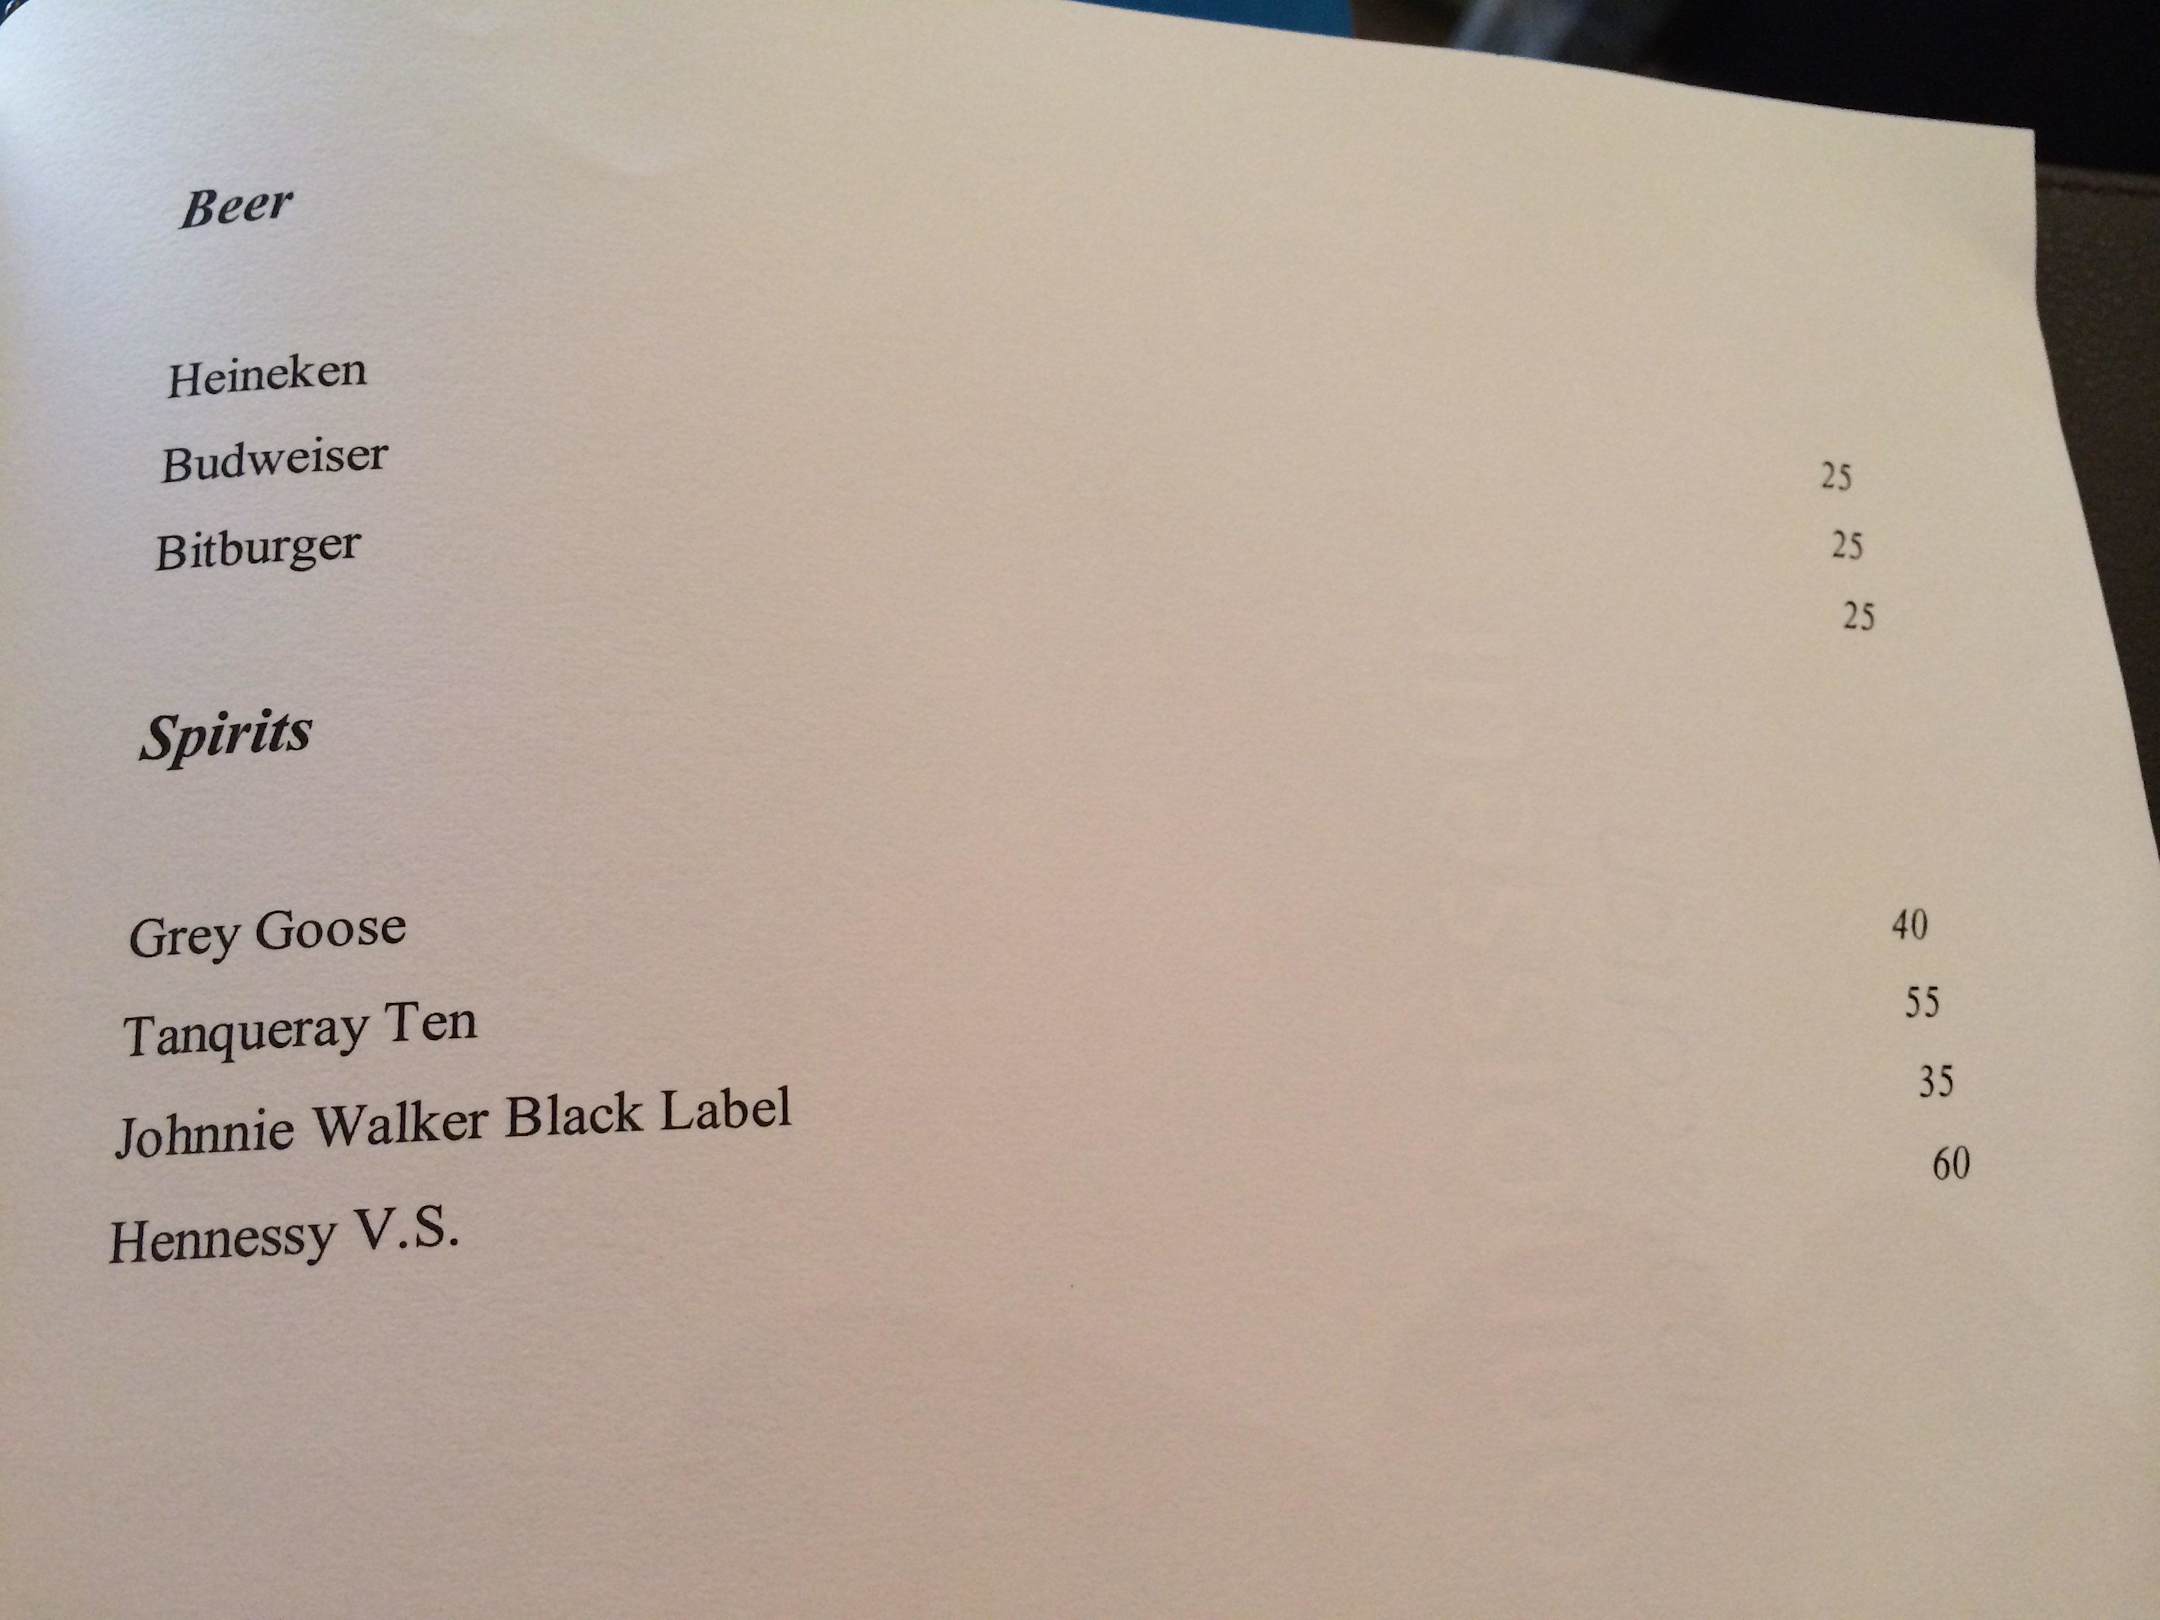 Beer
Heineken 25
Budweiser 25
Bitburger 25
Spirits
Grey Goose 40
Tanqueray Ten 55
Johnnie Walker Black Label 35
Hennessy V.S. 60